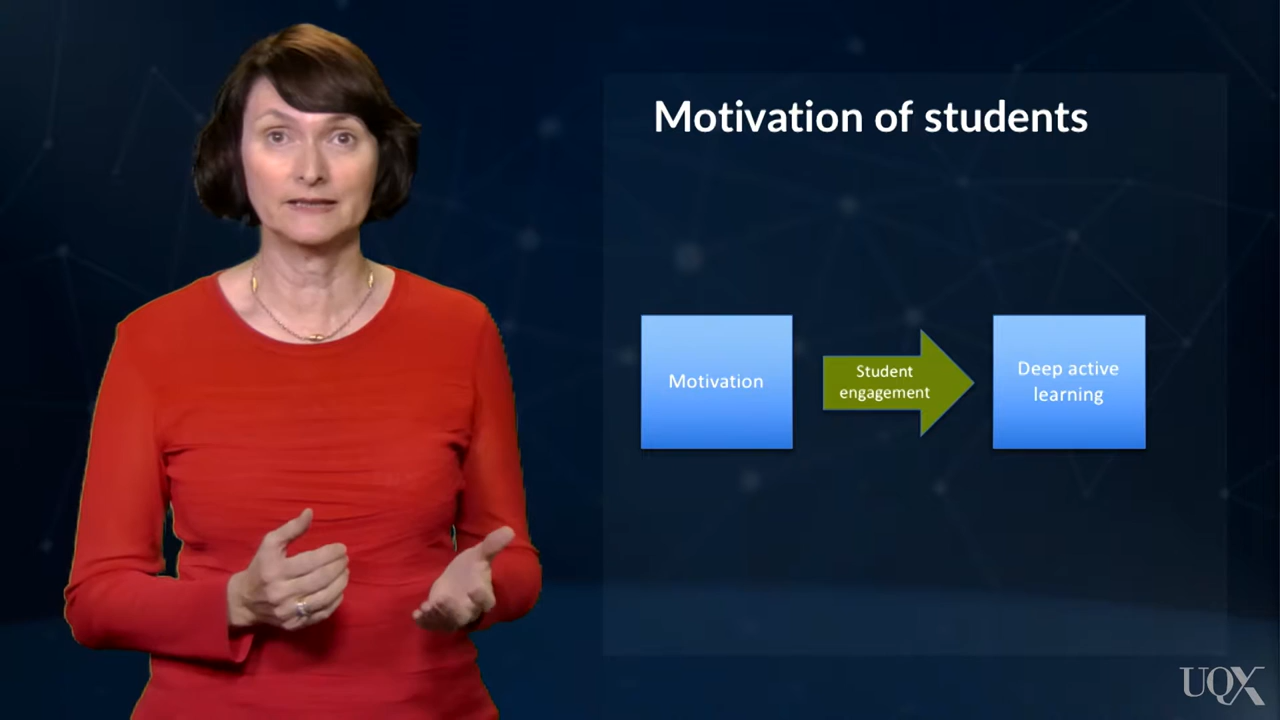 Motivation of students
Motivation
Student
engagement
Deep active
learning
UQX